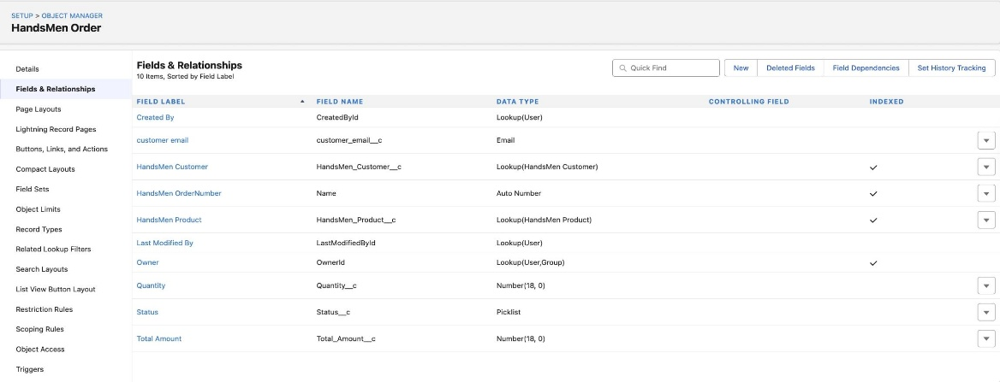 SETUP > OBJECT MANAGER
HandsMen Order
Details
Fields & Relationships
Page Layouts
Lightning Record Pages
Buttons, Links, and Actions
Compact Layouts
Field Sets
Object Limits
Record Types
Related Lookup Filters
Search Layouts
List View Button Layout
Restriction Rules
Scoping Rules
Object Access
Triggers
Fields & Relationships
10 Items, Sorted by Field Label
Quick Find
New Deleted Fields Field Dependencies Set History Tracking
FIELD LABEL FIELD NAME DATA TYPE CONTROLLING FIELD INDEXED
Created By CreatedById Lookup(User)
customer email customer_email__c Email
HandsMen Customer HandsMen_Customer__c Lookup(HandsMen Customer)
HandsMen OrderNumber Name Auto Number
HandsMen Product HandsMen_Product__c Lookup(HandsMen Product)
Last Modified By LastModifiedById Lookup(User)
Owner OwnerId Lookup(User,Group)
Quantity Quantity__c Number(18, 0)
Status Status__c Picklist
Total Amount Total_Amount__c Number(18, 0)